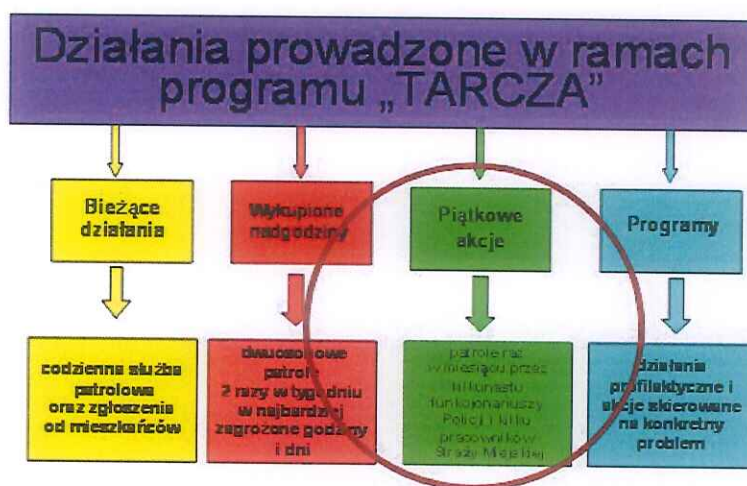 Działania prowadzone w ramach
programu „TARCZA”
Bieżące
działania
Wykupione
nadgodziny
Piątkowe
akcje
Programy
codzienna służba
patrolowa
oraz zgłoszenia
od mieszkańców
dwuosobowe
patrole
2 razy w tygodniu
w najbardziej
zagrożone godziny
i dni
patrole raz
w miesiącu przez
kilkunastu
funkcjonariuszy
Policji i kilku
pracowników
Straży Miejskiej
działania
profilaktyczne i
akcje skierowane
na konkretny
problem